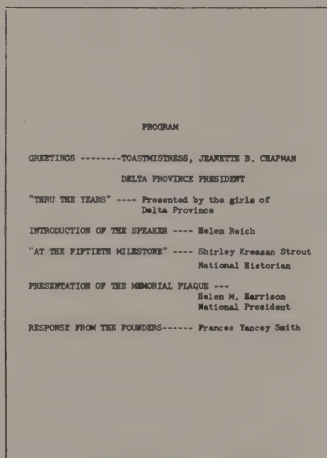 PROGRAM
GREETINGS --------TOASTMISTRESS, JEANETTE B. CHAPMAN
DELTA PROVINCE PRESIDENT
"THRU THE YEARS" ---- Presented by the girls of
Delta Province
INTRODUCTION OF THE SPEAKER ---- Helen Reich
"AT THE FIFTIETH MILESTONE" ---- Shirley Kreasan Strout
National Historian
PRESENTATION OF THE MEMORIAL PLAQUE ---
Helen M. Harrison
National President
RESPONSE FROM THE FOUNDERS------ Frances Yancey Smith